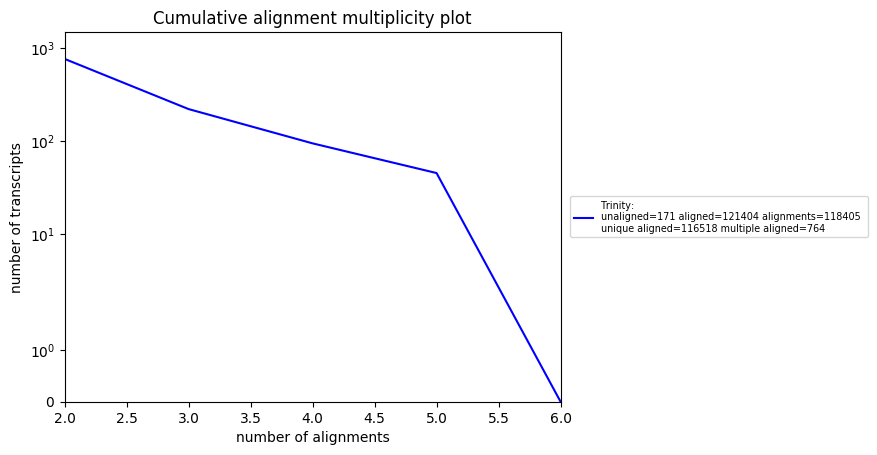 Cumulative alignment multiplicity plot
10³
10²
10¹
10⁰
0
number of transcripts
2.0 2.5 3.0 3.5 4.0 4.5 5.0 5.5 6.0
number of alignments
Trinity:
unaligned=171 aligned=121404 alignments=118405
unique aligned=116518 multiple aligned=764